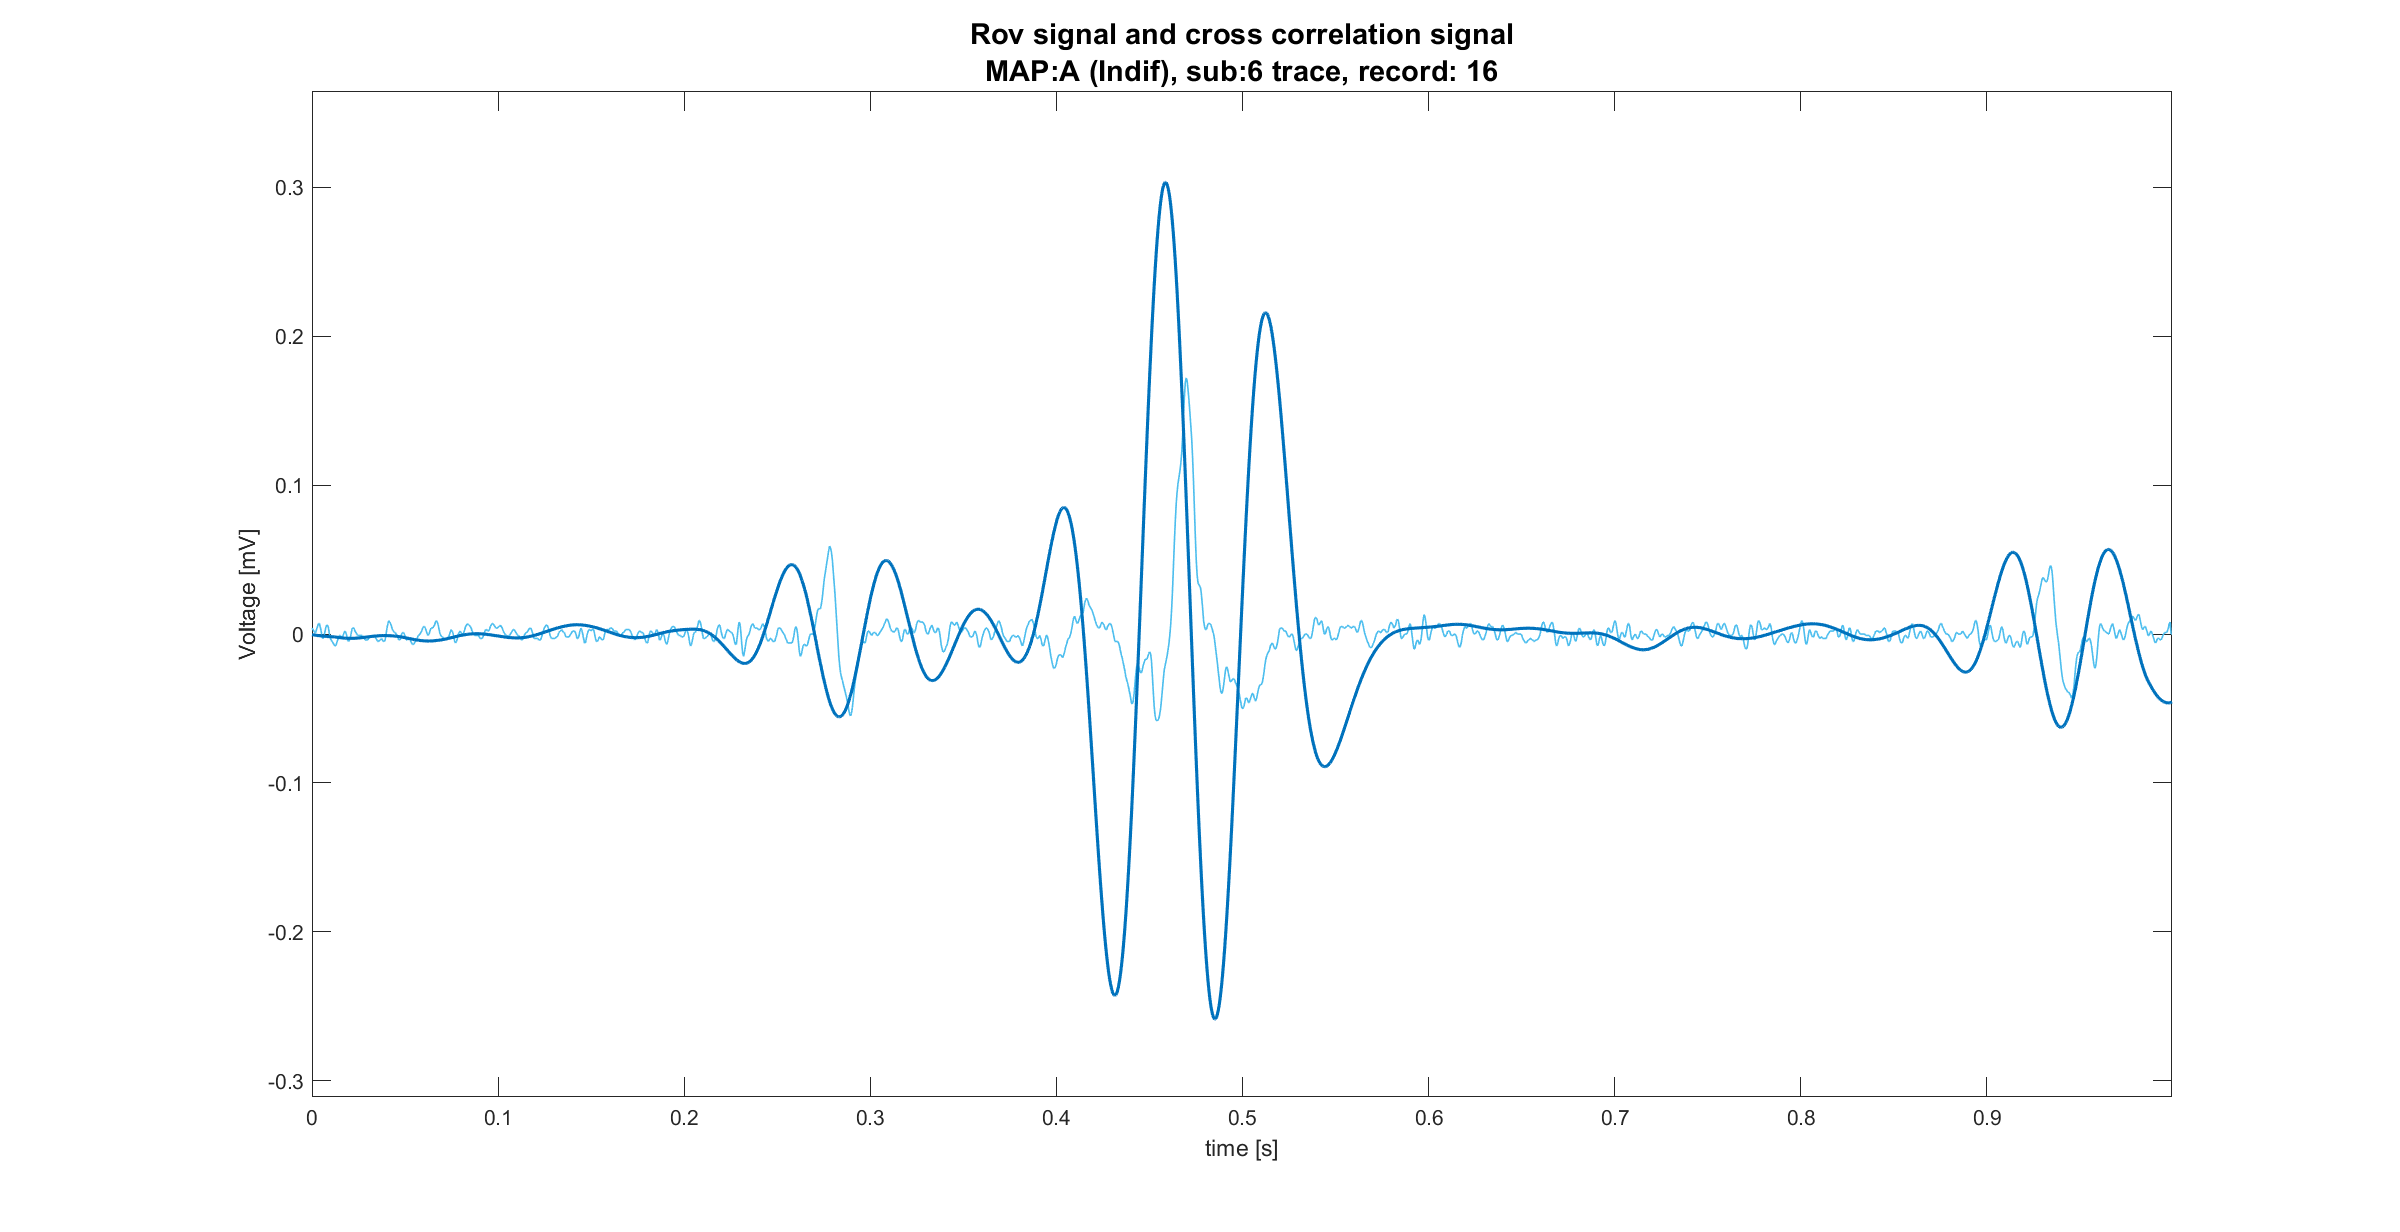 Rov signal and cross correlation signal
MAP:A (Indif), sub:6 trace, record: 16
Voltage [mV]
0.3
0.2
0.1
0
-0.1
-0.2
-0.3
0 0.1 0.2 0.3 0.4 0.5 0.6 0.7 0.8 0.9
time [s]